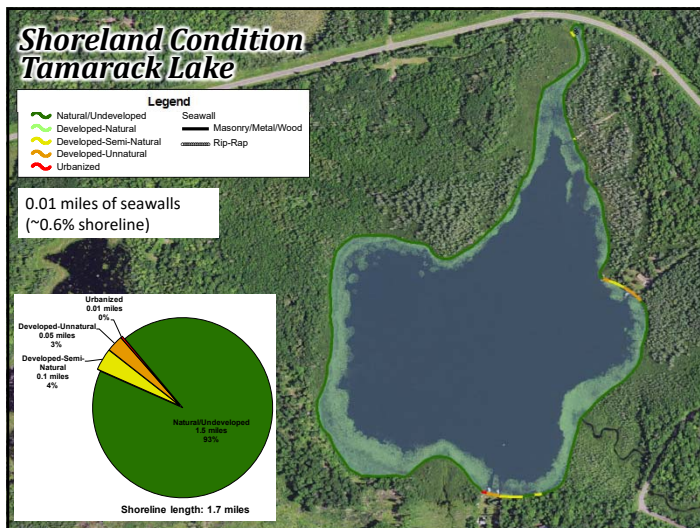 Shoreland Condition
Tamarack Lake
Legend
Natural/Undeveloped
Developed-Natural
Developed-Semi-Natural
Developed-Unnatural
Urbanized
Seawall
Masonry/Metal/Wood
Rip-Rap
0.01 miles of seawalls
(~0.6% shoreline)
Urbanized
0.01 miles
0%
Developed-Unnatural
0.05 miles
3%
Developed-Semi-
Natural
0.1 miles
4%
Natural/Undeveloped
1.5 miles
93%
Shoreline length: 1.7 miles